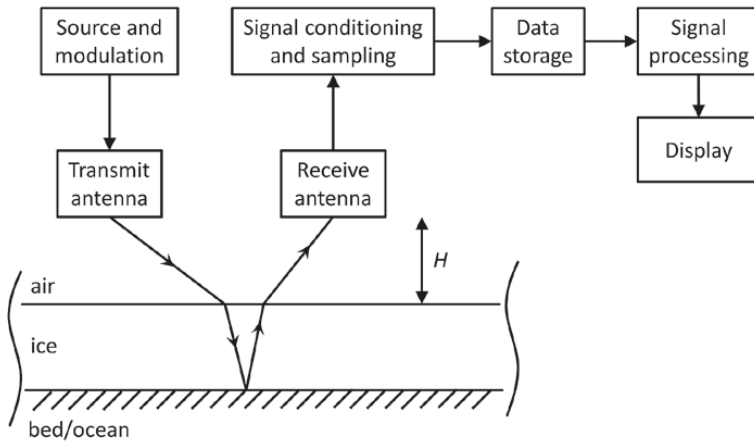 Source and
modulation
Signal conditioning
and sampling
Data
storage
Signal
processing
Transmit
antenna
Receive
antenna
Display
H
air
ice
bed/ocean